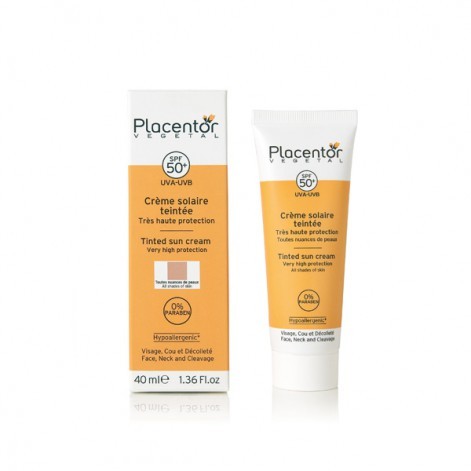 Placentor
VEGETAL
SPF
50+
UVA-UVB
Crème solaire
teintée
Très haute protection
Tinted sun cream
Very high protection
Toutes nuances de peau
All shades of skin
0%
PARABEN
Hypoallergenic*
Visage, Cou et Décolleté
Face, Neck and Cleavage
40 ml℮ 1.36 Fl.oz
Placentor
VEGETAL
SPF
50+
UVA-UVB
Crème solaire
teintée
Très haute protection
Toutes nuances de peau
Tinted sun cream
Very high protection
All shades of skin
0%
PARABEN
Hypoallergenic*
Visage, Cou et Décolleté
Face, Neck and Cleavage